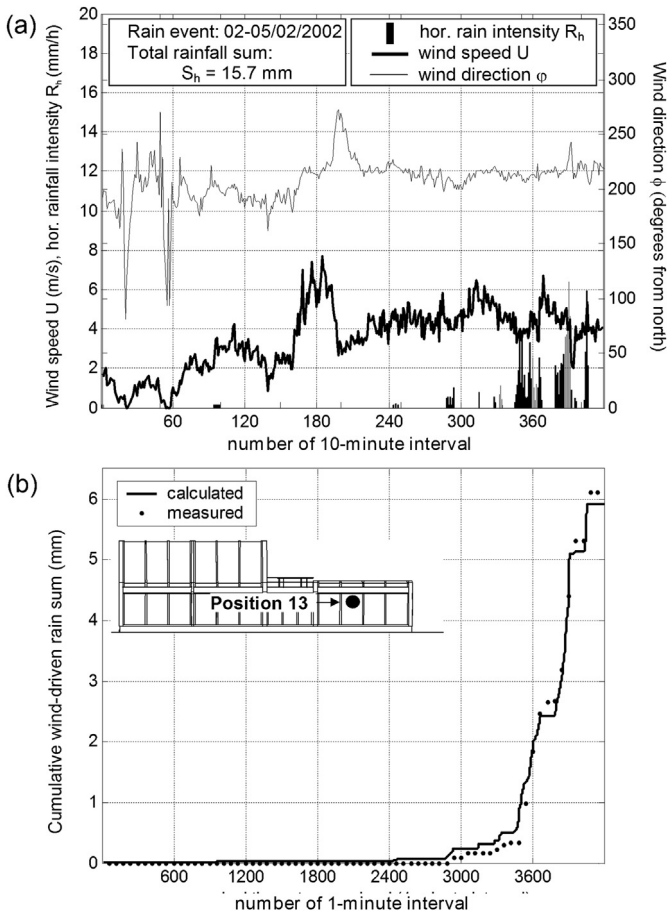 (a)
Rain event: 02-05/02/2002
Total rainfall sum:
Sh = 15.7 mm
hor. rain intensity Rh
wind speed U
wind direction φ
Wind speed U (m/s), hor. rainfall intensity Rh (mm/h)
20
18
16
14
12
10
8
6
4
2
0
0
60
120
180
240
300
360
number of 10-minute interval
350
300
250
200
150
100
50
0
Wind direction ϕ (degrees from north)
(b)
calculated
measured
Position 13
Cumulative wind-driven rain sum (mm)
6
5
4
3
2
1
0
600
1200
1800
2400
3000
3600
number of 1-minute interval